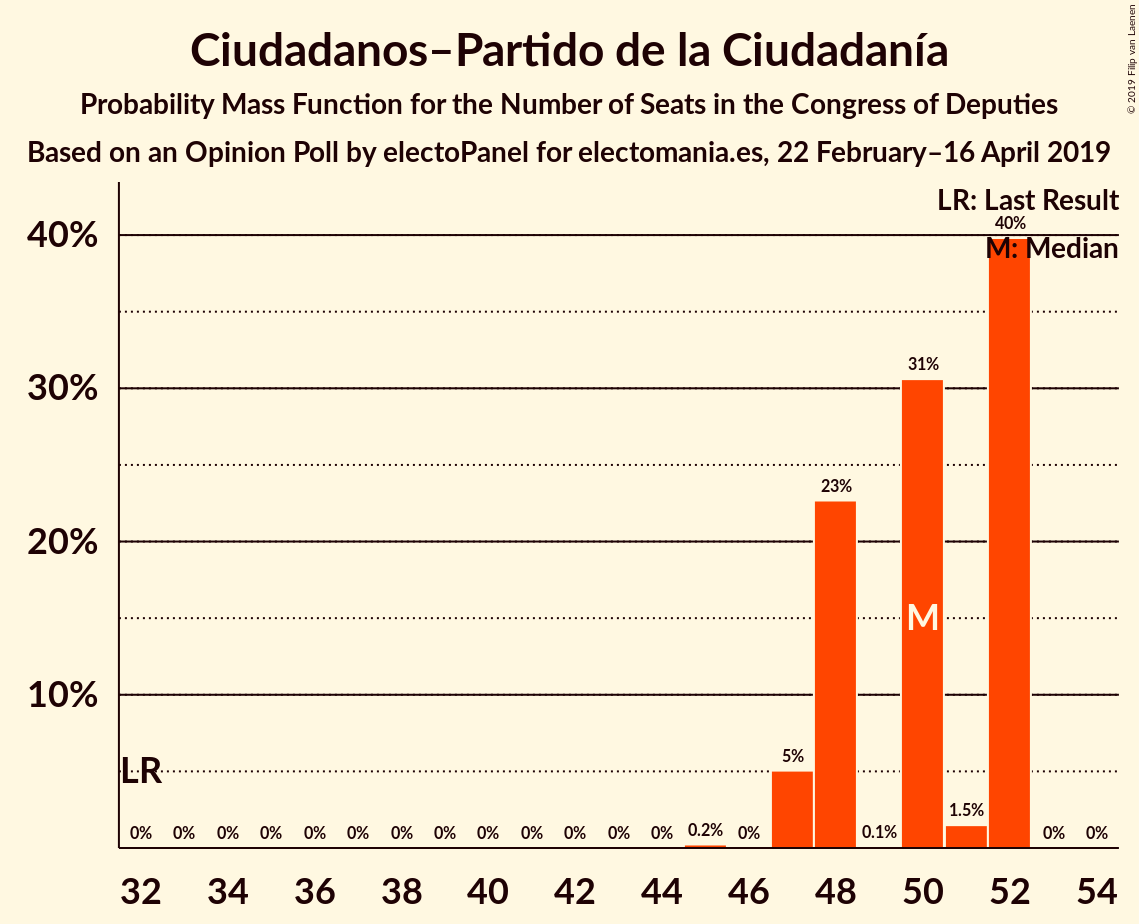 Ciudadanos–Partido de la Ciudadanía
Probability Mass Function for the Number of Seats in the Congress of Deputies
Based on an Opinion Poll by electoPanel for electomania.es, 22 February–16 April 2019
© 2019 Filip van Laenen
LR: Last Result
M: Median
40%
30%
20%
10%
LR
0% 0% 0% 0% 0% 0% 0% 0% 0% 0% 0% 0% 0% 0.2% 0% 5% 23% 0.1% 31% 1.5% 40% 0% 0%
M
32 34 36 38 40 42 44 46 48 50 52 54